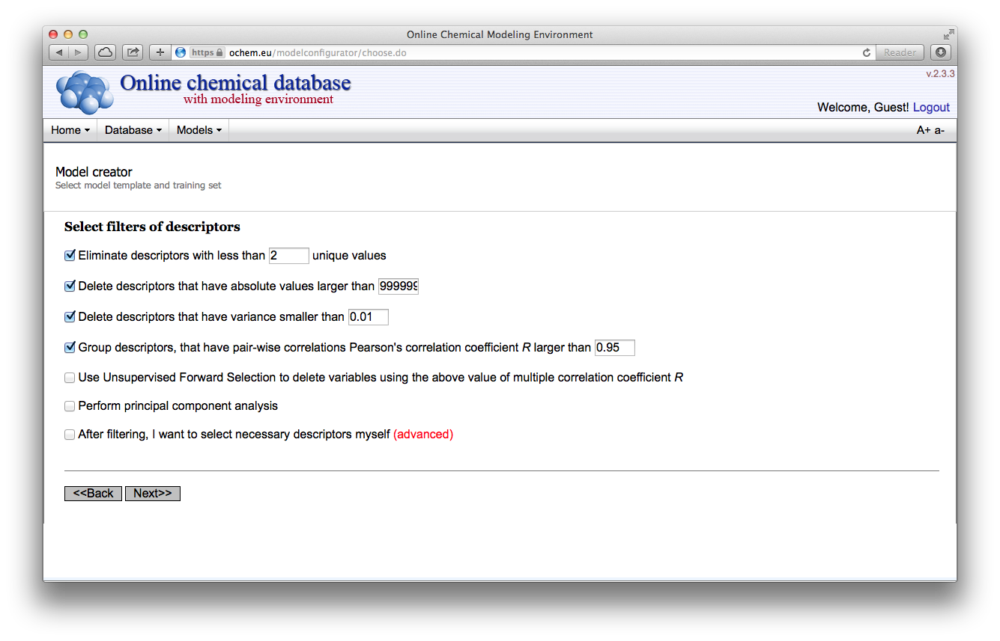 Online Chemical Modeling Environment
https ochem.eu/modelconfigurator/choose.do Reader
v.2.3.3
Online chemical database
with modeling environment
Welcome, Guest! Logout
Home Database Models A+ a-
Model creator
Select model template and training set
Select filters of descriptors
Eliminate descriptors with less than 2 unique values
Delete descriptors that have absolute values larger than 999999
Delete descriptors that have variance smaller than 0.01
Group descriptors, that have pair-wise correlations Pearson's correlation coefficient R larger than 0.95
Use Unsupervised Forward Selection to delete variables using the above value of multiple correlation coefficient R
Perform principal component analysis
After filtering, I want to select necessary descriptors myself (advanced)
<<Back Next>>